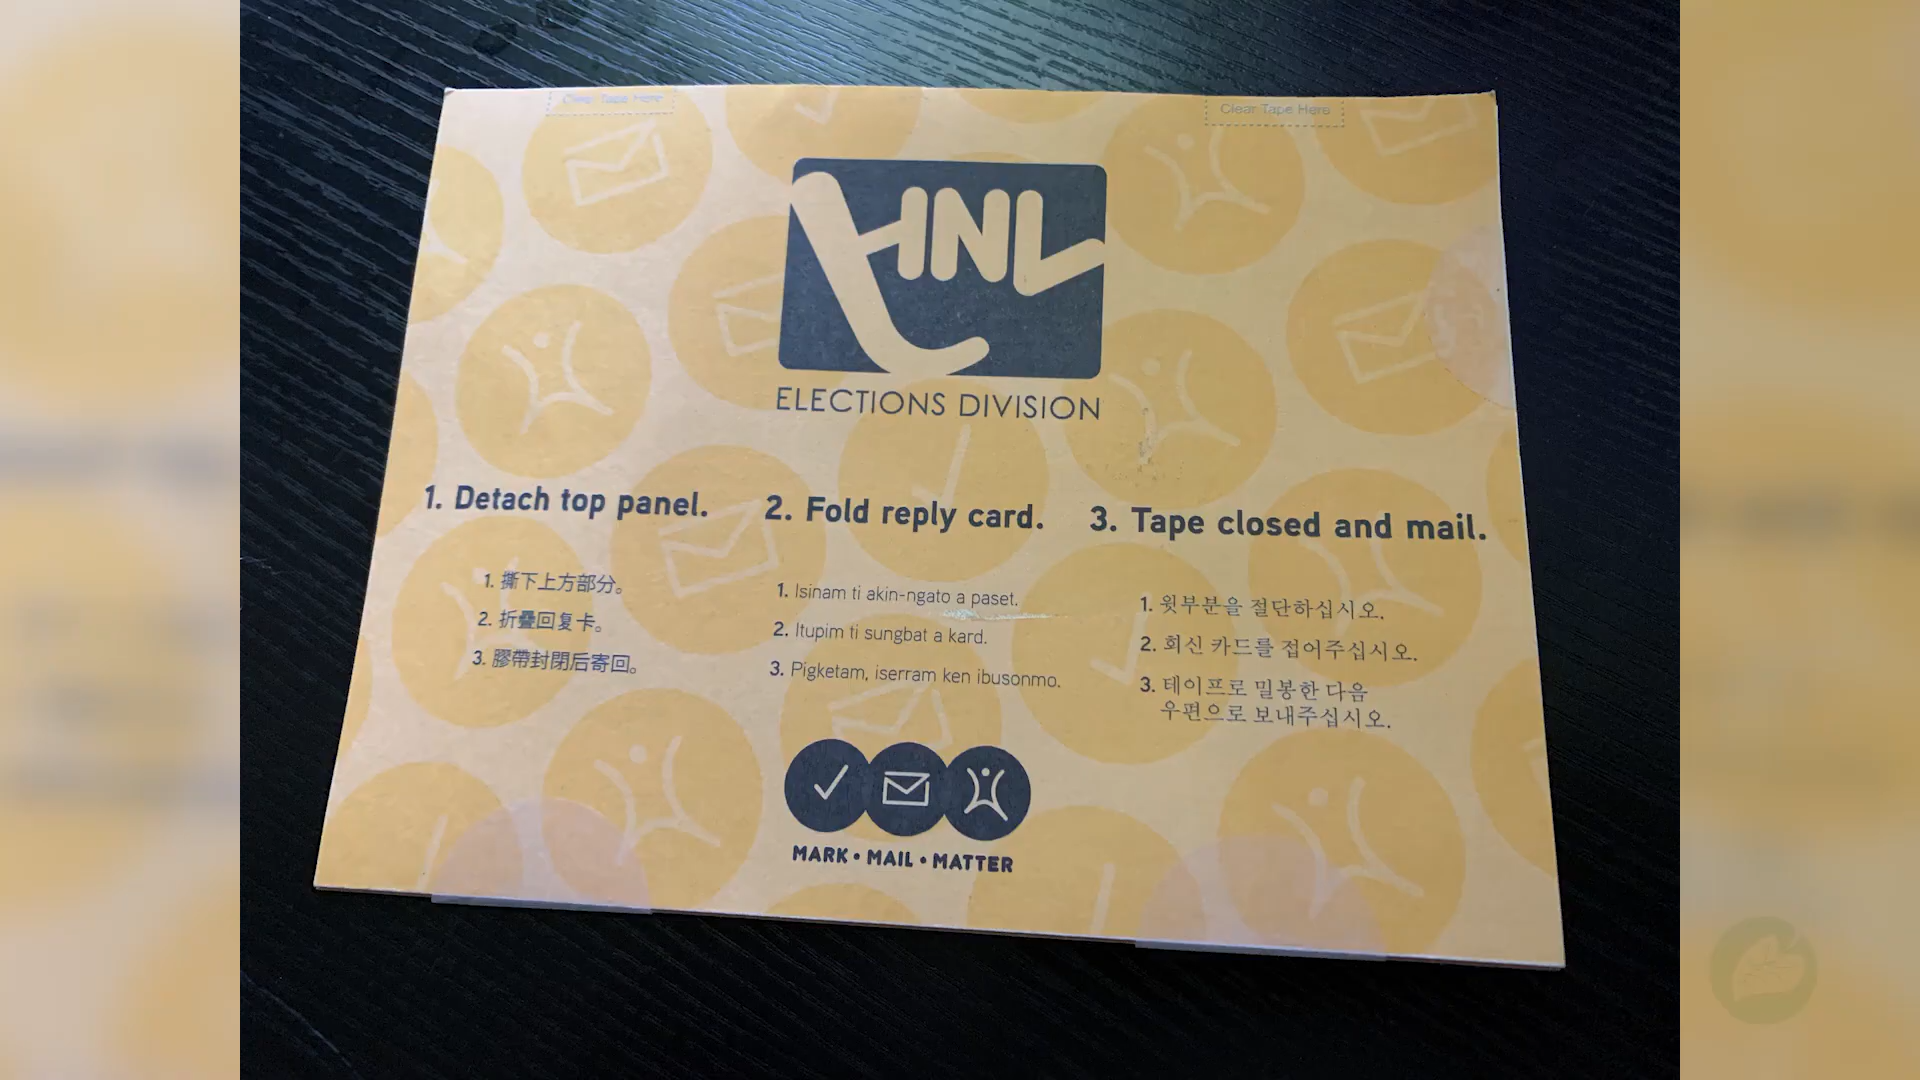 Clear Tape Here
Clear Tape Here
HNL
ELECTIONS DIVISION
1. Detach top panel.
2. Fold reply card.
3. Tape closed and mail.
1. 撕下上方部分。
2. 折疊回复卡。
3. 膠帶封閉后寄回。
1. Isinam ti akin-ngato a paset.
2. Itupim ti sungbat a kard.
3. Pigketam, iserram ken ibusonmo.
1. 윗부분을 절단하십시오.
2. 회신 카드를 접어주십시오.
3. 테이프로 밀봉한 다음
우편으로 보내주십시오.
MARK • MAIL • MATTER